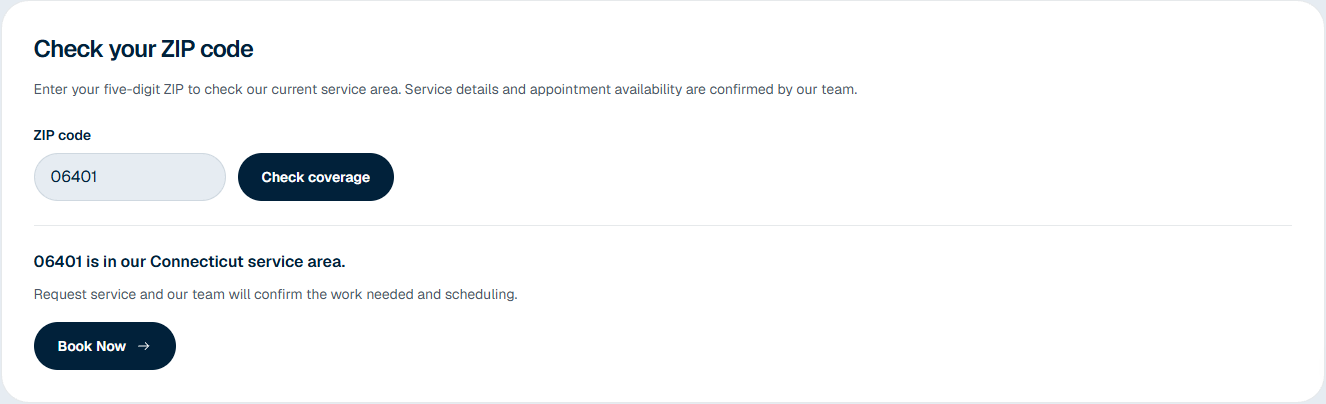 Check your ZIP code
Enter your five-digit ZIP to check our current service area. Service details and appointment availability are confirmed by our team.
ZIP code
06401
Check coverage
06401 is in our Connecticut service area.
Request service and our team will confirm the work needed and scheduling.
Book Now →